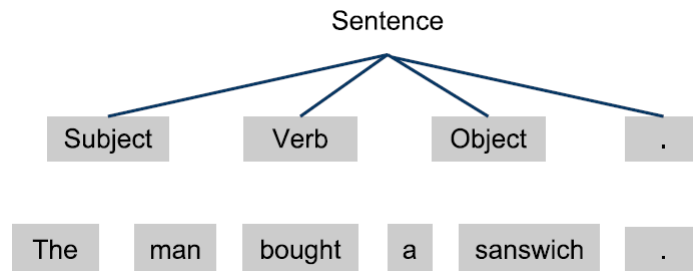 Sentence
Subject Verb Object .
The man bought a sanswich .